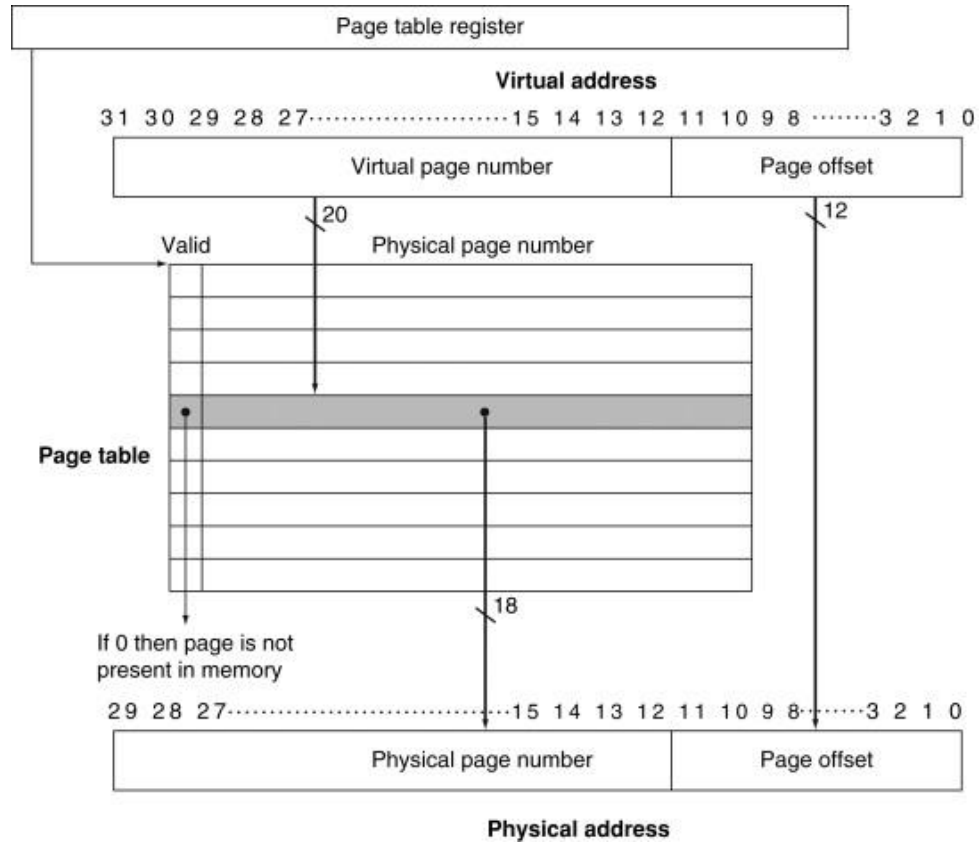 Page table register
Virtual address
31 30 29 28 27·······················15 14 13 12 11 10 9 8 ········3 2 1 0
Virtual page number
Page offset
20
12
Valid
Physical page number
Page table
18
If 0 then page is not
present in memory
29 28 27·································15 14 13 12 11 10 9 8·······3 2 1 0
Physical page number
Page offset
Physical address